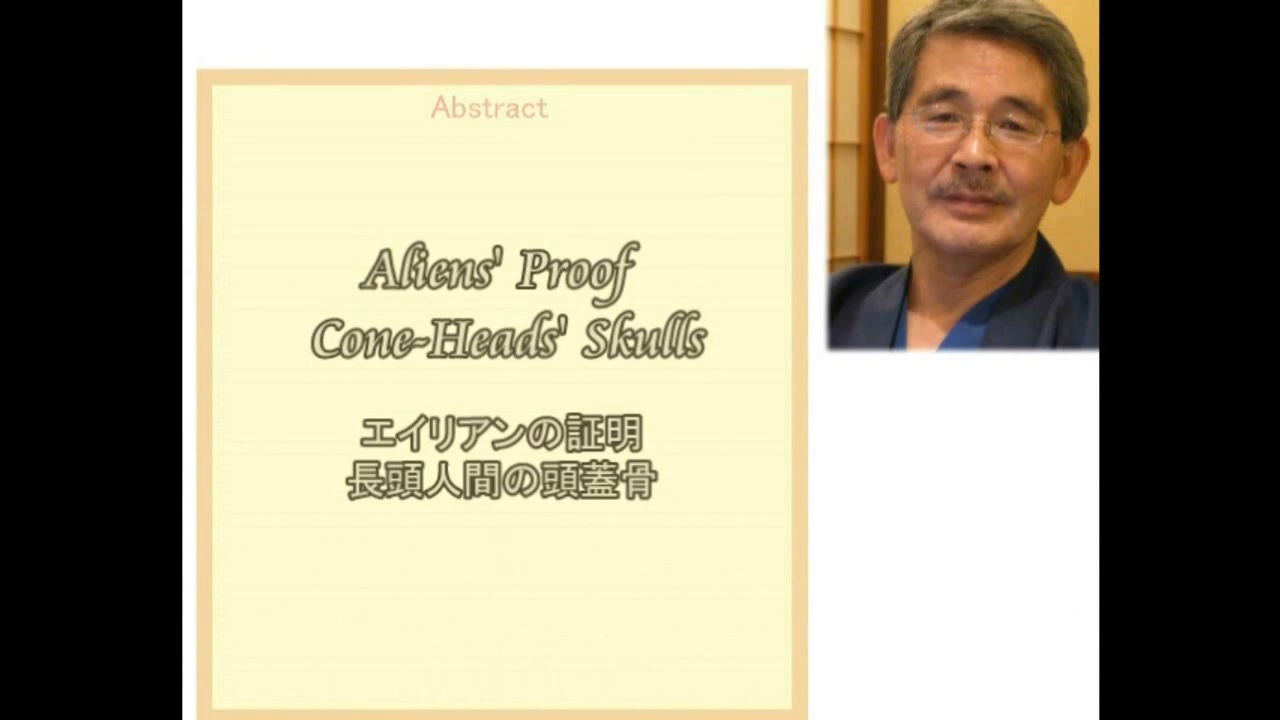 Abstract
Aliens' Proof
Cone-Heads' Skulls
エイリアンの証明
長頭人間の頭蓋骨